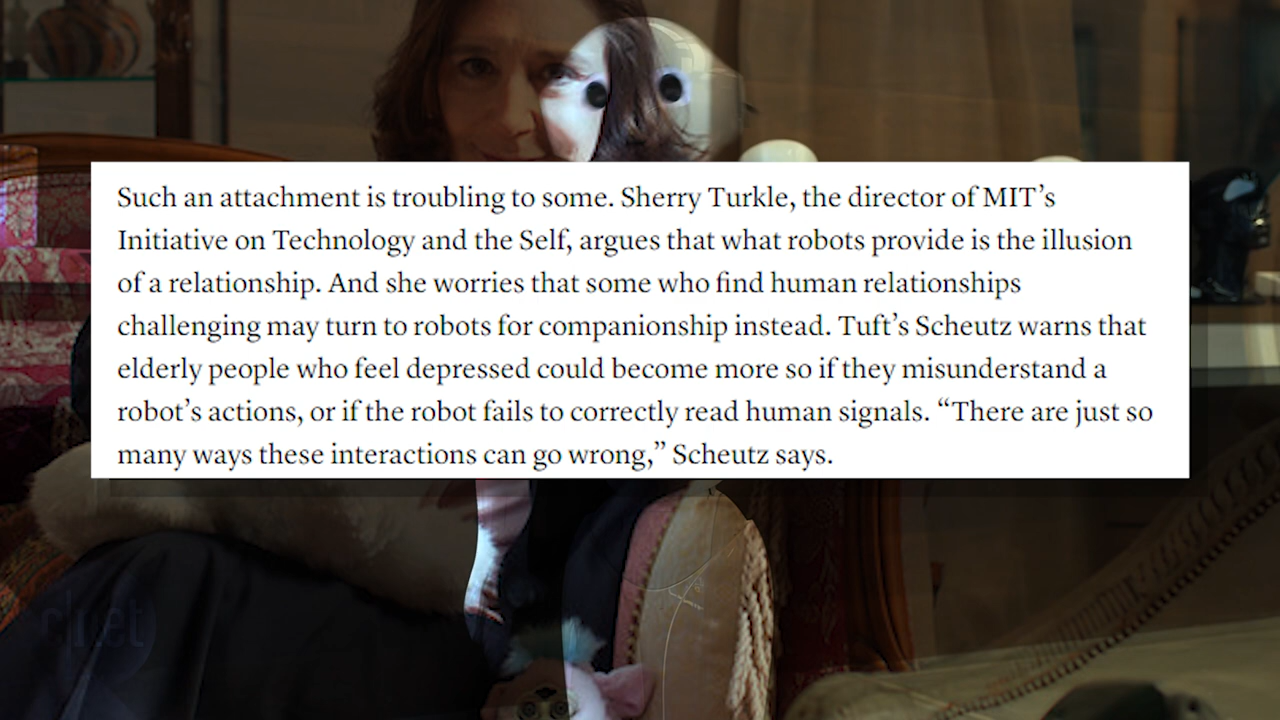 Such an attachment is troubling to some. Sherry Turkle, the director of MIT’s
Initiative on Technology and the Self, argues that what robots provide is the illusion
of a relationship. And she worries that some who find human relationships
challenging may turn to robots for companionship instead. Tuft’s Scheutz warns that
elderly people who feel depressed could become more so if they misunderstand a
robot’s actions, or if the robot fails to correctly read human signals. “There are just so
many ways these interactions can go wrong,” Scheutz says.
c|net